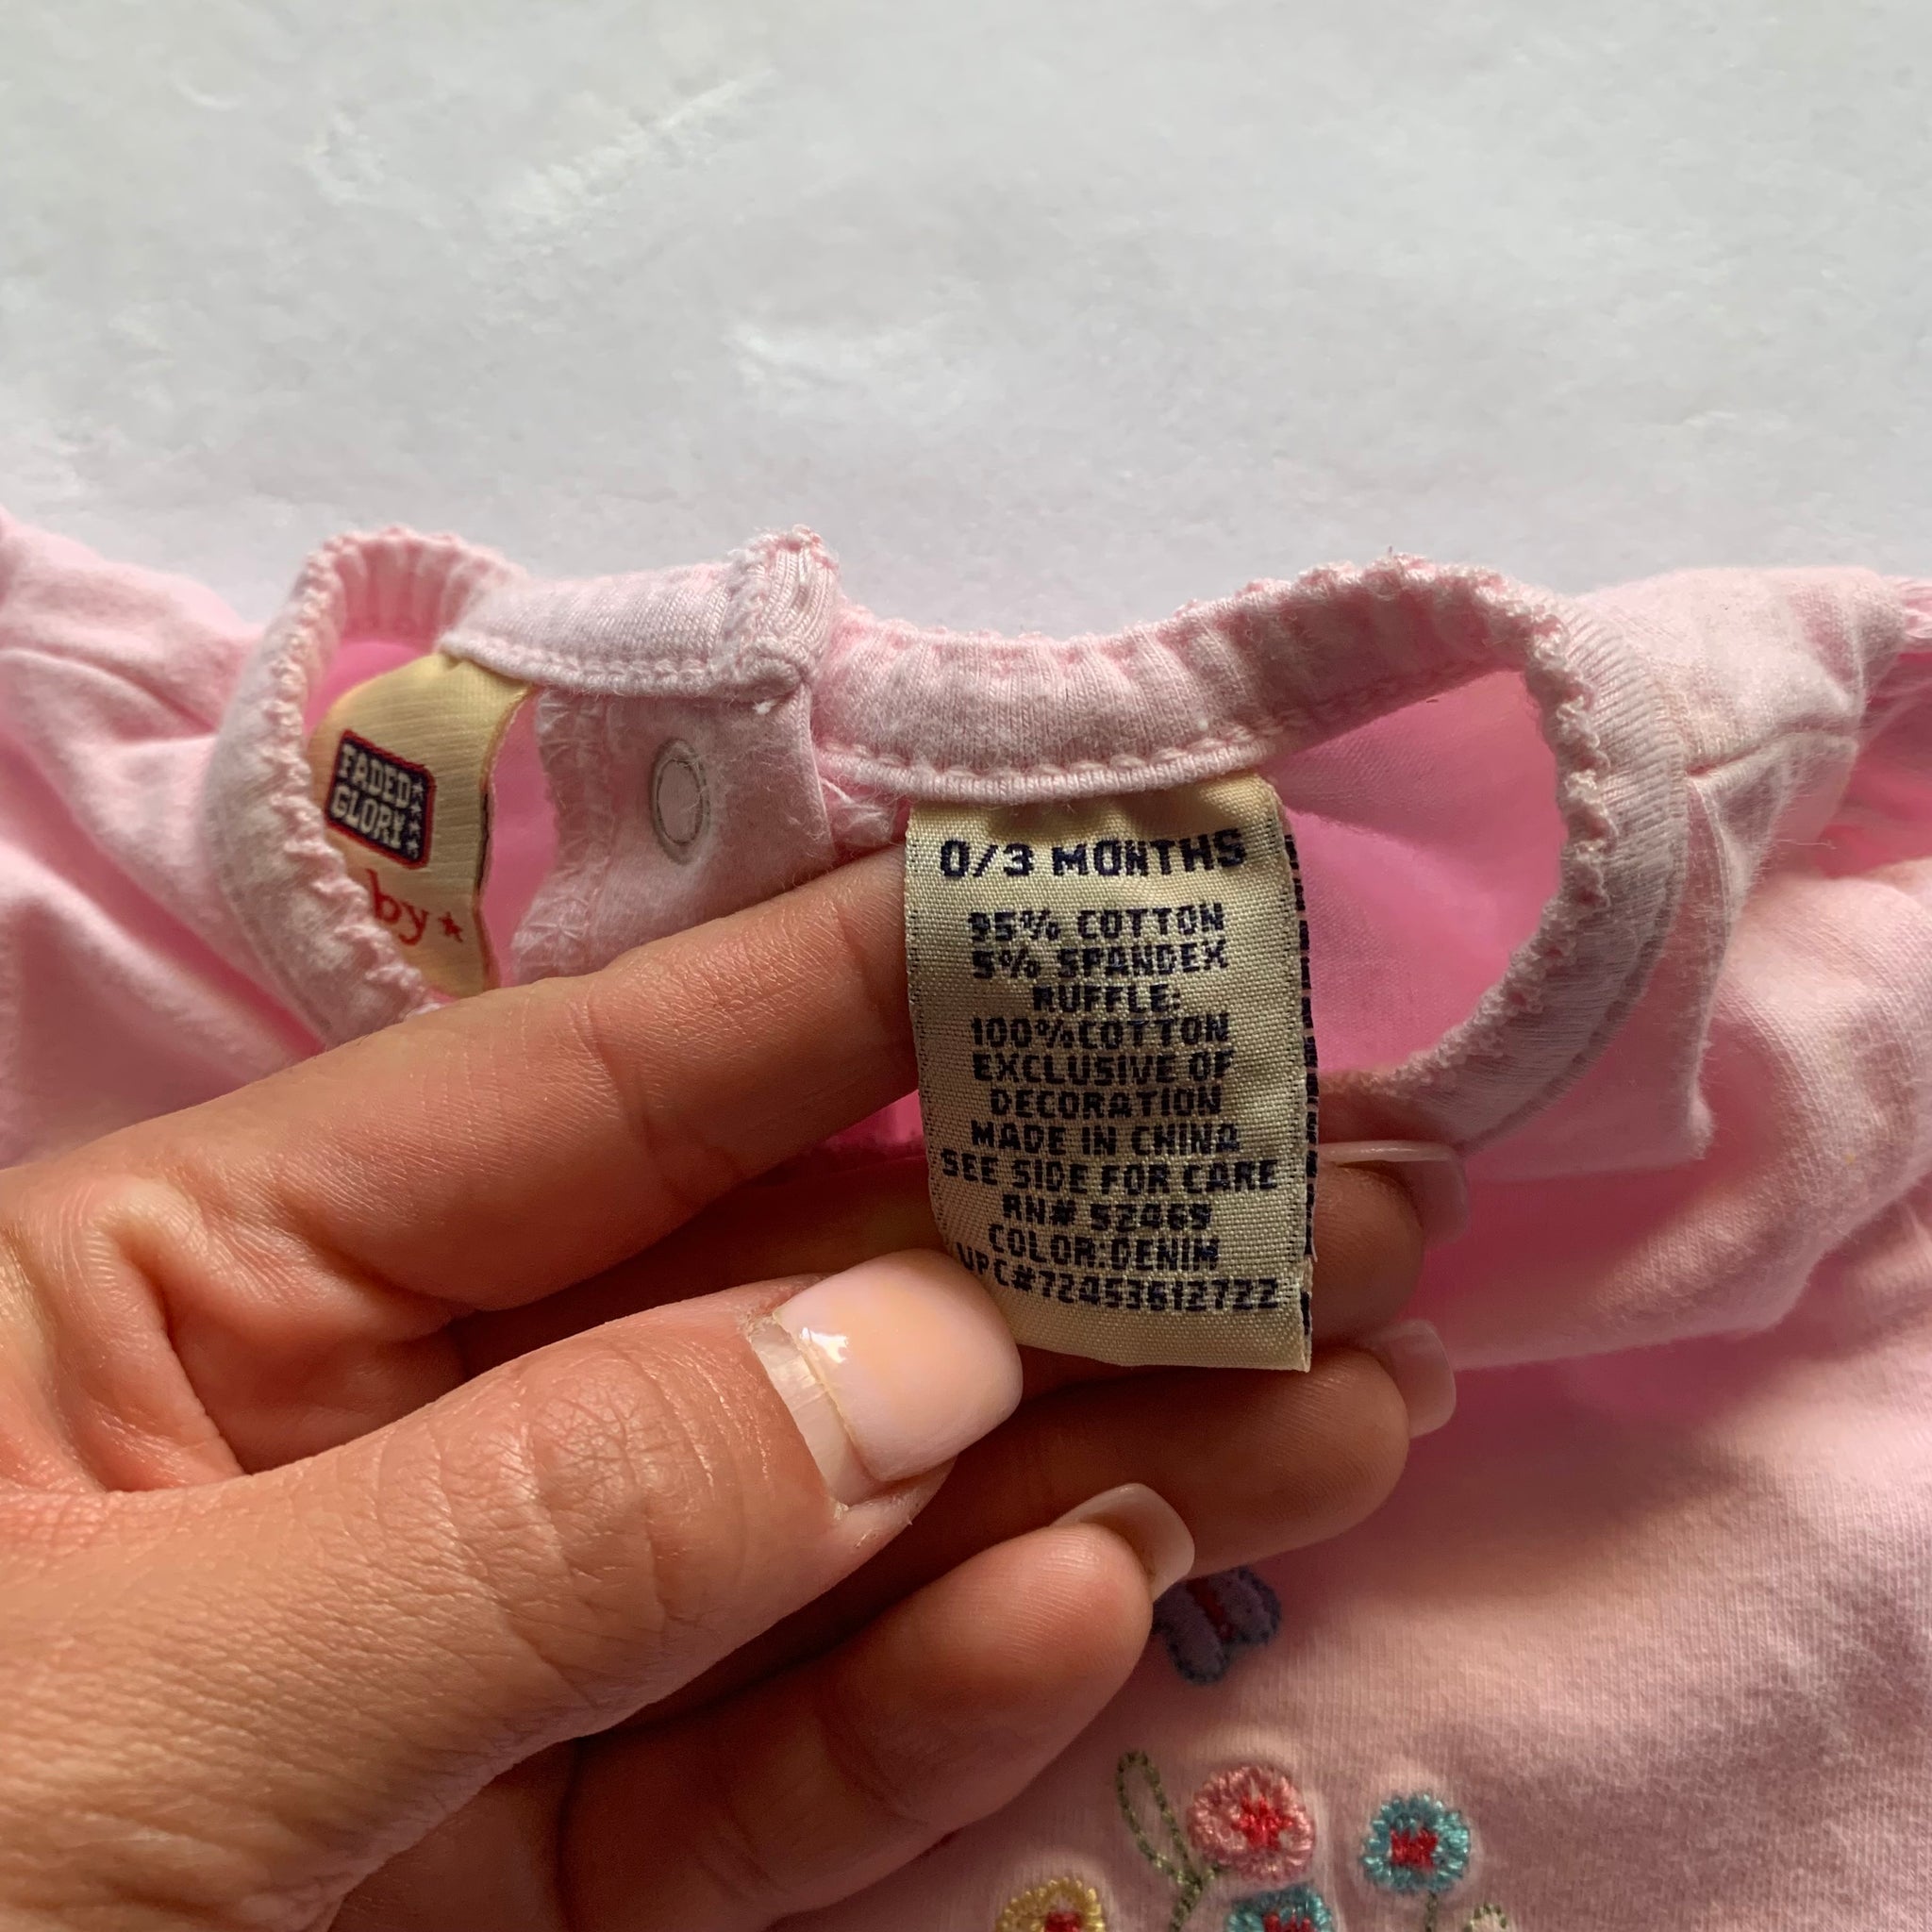 FADED
GLORY
by
0/3 MONTHS
95% COTTON
5% SPANDEX
RUFFLE:
100%COTTON
EXCLUSIVE OF
DECORATION
MADE IN CHINA
SEE SIDE FOR CARE
RN# 52469
COLOR:DENIM
UPC#72453612722